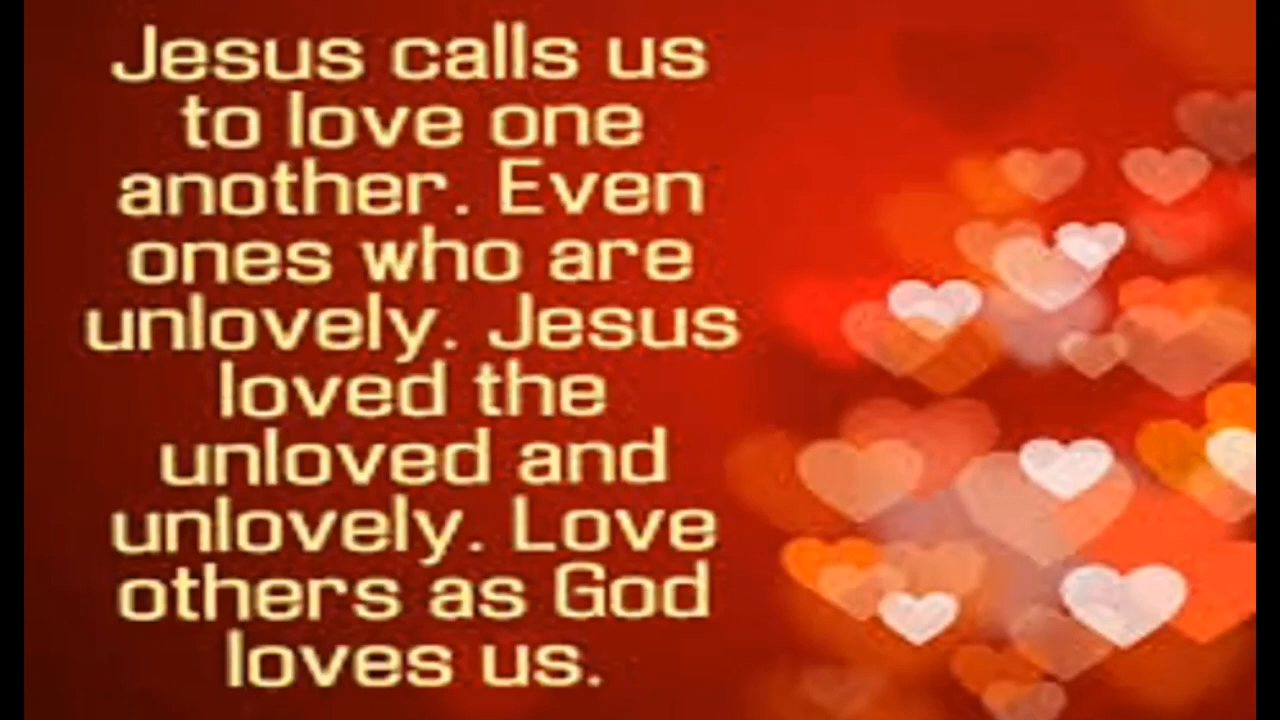 Jesus calls us
to love one
another. Even
ones who are
unlovely. Jesus
loved the
unloved and
unlovely. Love
others as God
loves us.